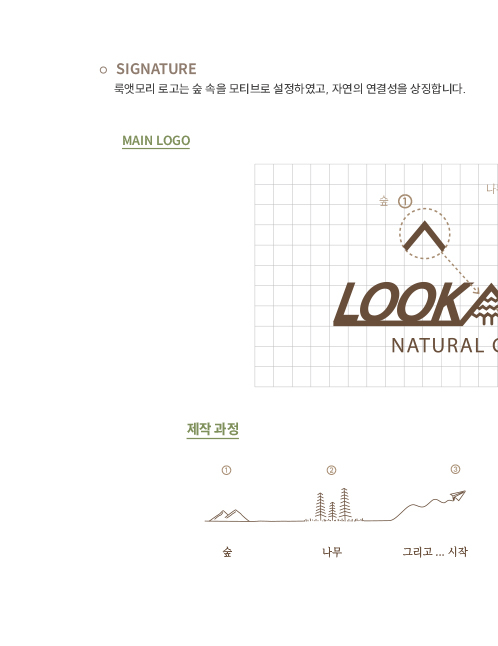 SIGNATURE
룩앳모리 로고는 숲 속을 모티브로 설정하였고, 자연의 연결성을 상징합니다.
MAIN LOGO
숲 ①
LOOK
NATURAL
제작 과정
① ② ③
숲 나무 그리고 ... 시작